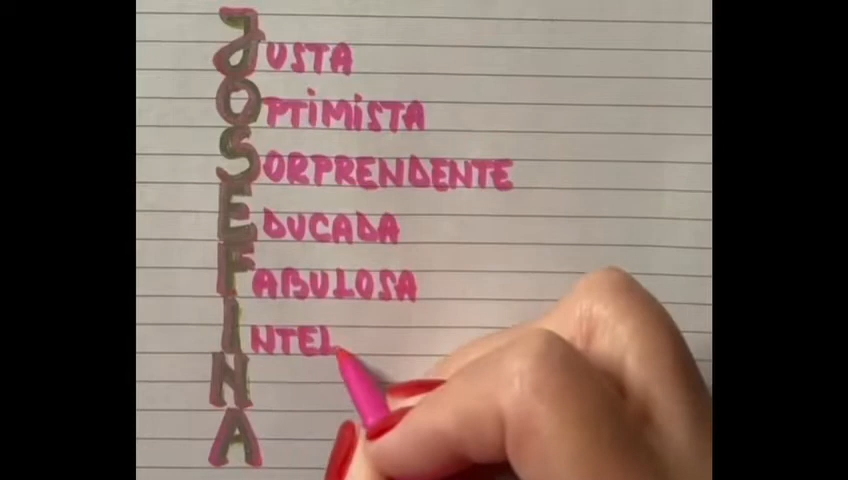 JUSTA
OPTIMISTA
SORPRENDENTE
EDUCADA
FABULOSA
INTEL
N
A